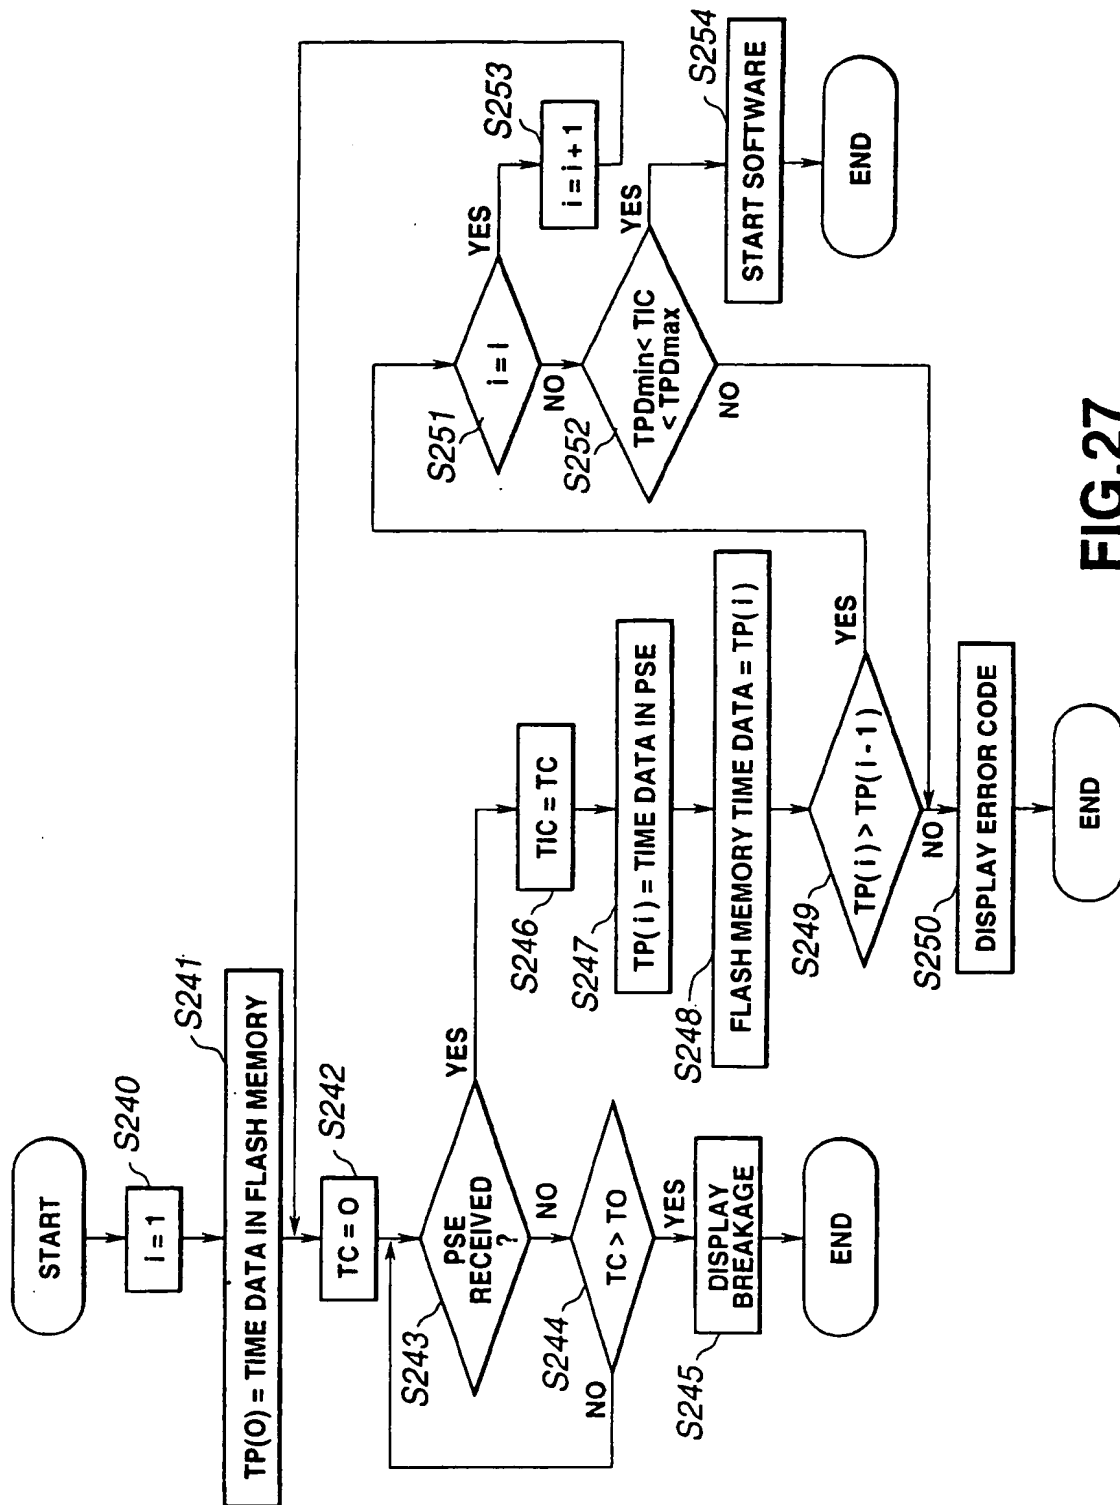 START
S240
i = 1
S241
TP(0) = TIME DATA IN FLASH MEMORY
S242
TC = 0
S243
PSE
RECEIVED
?
YES
NO
S244
TC > TO
NO
YES
S245
DISPLAY
BREAKAGE
END
S246
TIC = TC
S247
TP(i) = TIME DATA IN PSE
S248
FLASH MEMORY TIME DATA = TP(i)
S249
TP(i) > TP(i-1)
YES
NO
S250
DISPLAY ERROR CODE
END
S251
i = i
YES
NO
S252
TPDmin< TIC
< TPDmax
YES
NO
S253
i = i + 1
S254
START SOFTWARE
END
FIG.27